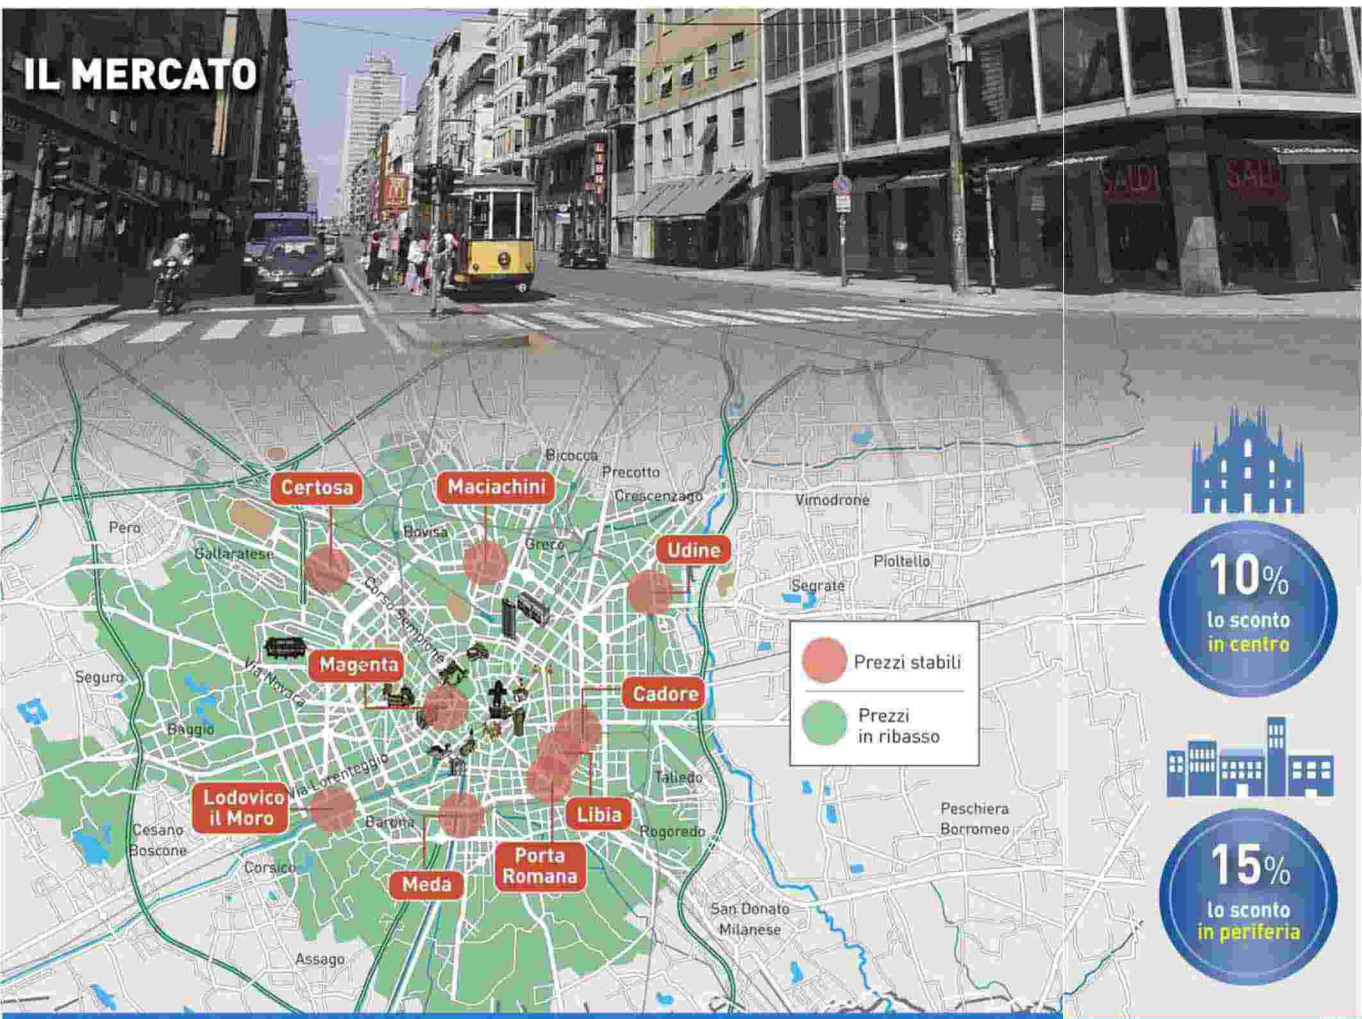 IL MERCATO
LIBRI
SALDI
SALDI
Bicocca
Precotto
Crescenzago
Vimodrone
Certosa
Maciachini
Pero
Bovisa
Greco
Gallaratese
Udine
Pioltello
Segrate
Corso Sempione
Magenta
Via Novara
Seguro
Baggio
Cadore
Prezzi stabili
Prezzi
in ribasso
Via Lorenteggio
Lodovico
il Moro
Taliedo
Libia
Barona
Rogoredo
Peschiera
Borromeo
Cesano
Boscone
Corsico
Meda
Porta
Romana
San Donato
Milanese
Assago
10%
lo sconto
in centro
15%
lo sconto
in periferia